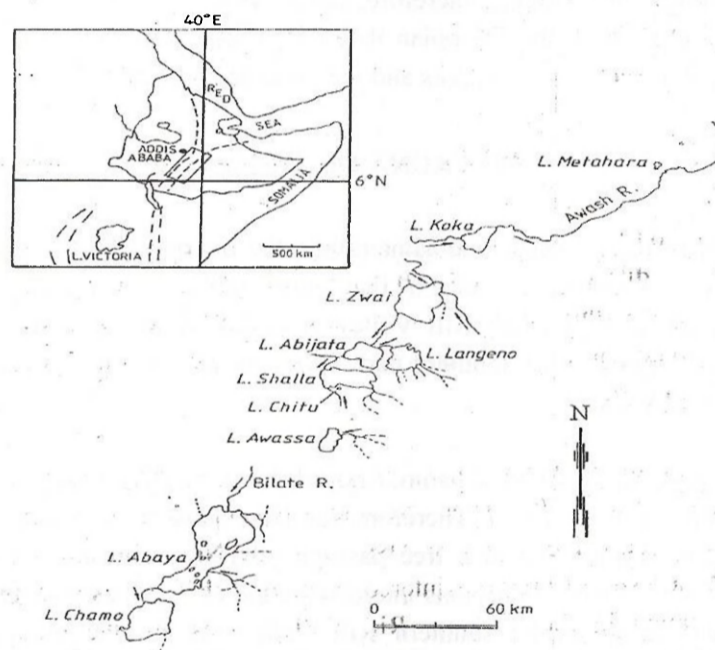 40°E
RED
SEA
ADDIS
ABABA
6°N
SOMALIA
L.VICTORIA
500 km
L. Metahara
Awash R.
L. Koka
L. Zwai
L. Abijata
L. Langeno
L. Shalla
L. Chitu
N
L. Awassa
Bilate R.
L. Abaya
L. Chamo
0 60 km